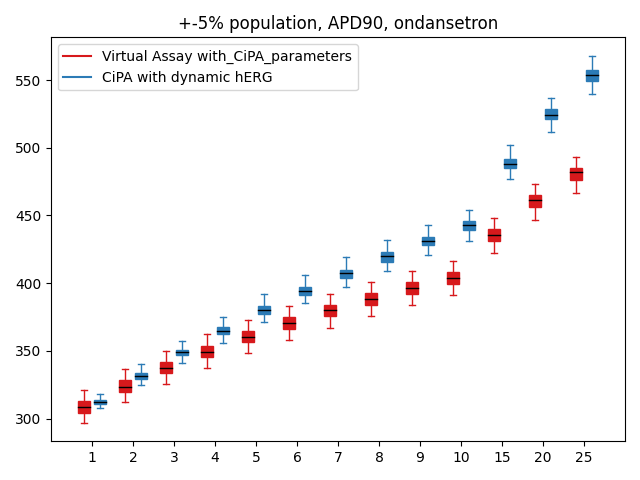 +-5% population, APD90, ondansetron
Virtual Assay with_CiPA_parameters
CiPA with dynamic hERG
550
500
450
400
350
300
1 2 3 4 5 6 7 8 9 10 15 20 25